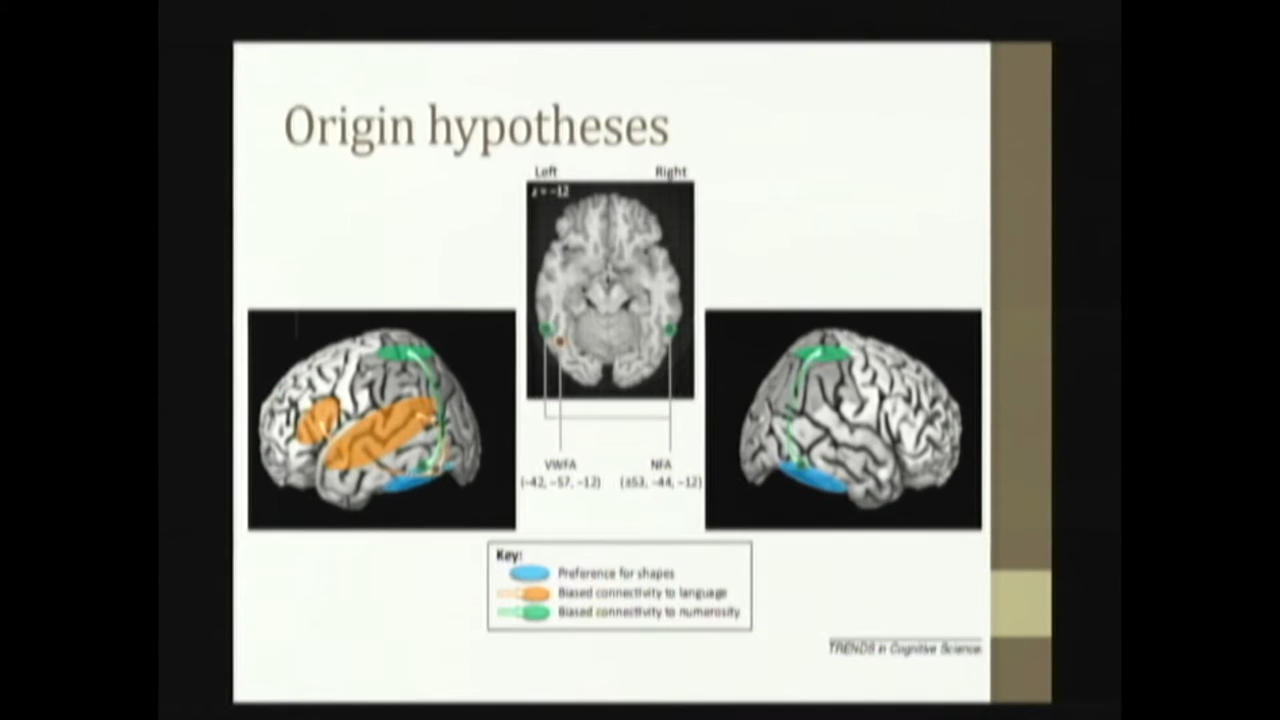 Origin hypotheses
Left Right
z = -12
VWFA NFA
(-42, -57, -12) (±53, -44, -12)
Key:
Preference for shapes
Biased connectivity to language
Biased connectivity to numerosity
TRENDS in Cognitive Science